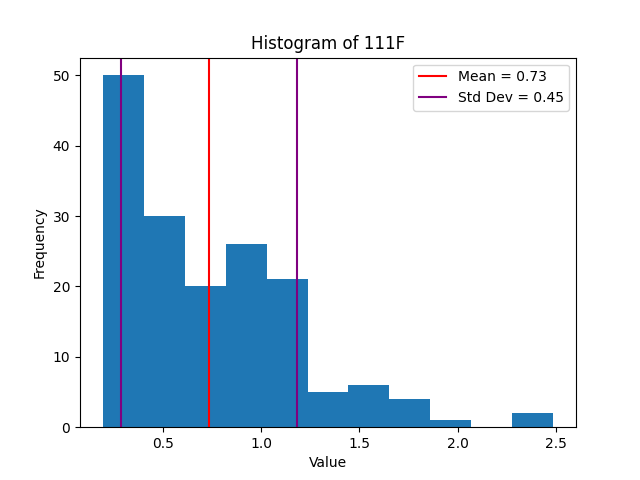 Histogram of 111F
Mean = 0.73
Std Dev = 0.45
50
40
30
20
10
0
Frequency
0.5
1.0
1.5
2.0
2.5
Value